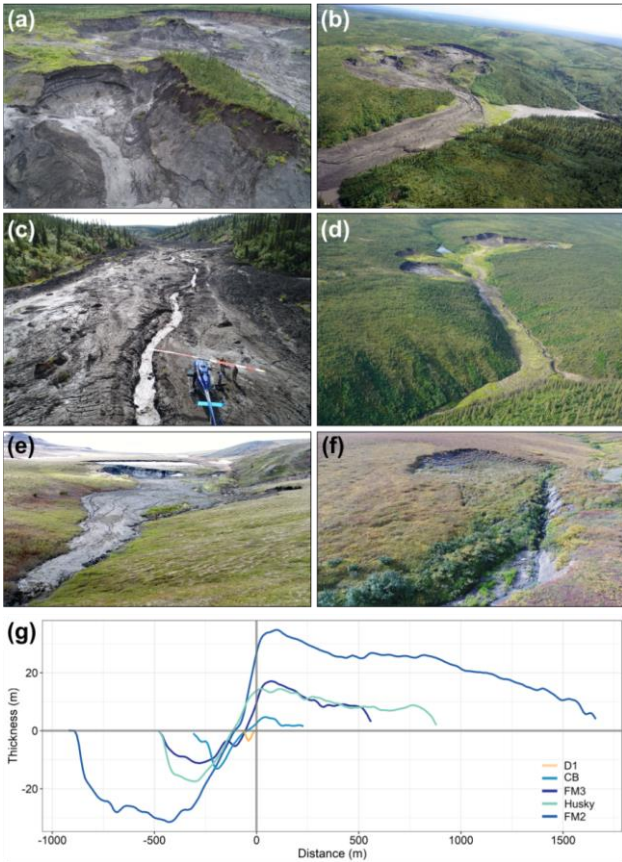 (a)
(b)
(c)
(d)
(e)
(f)
(g)
Thickness (m)
20
0
-20
-1000
-500
0
500
1000
1500
Distance (m)
D1
CB
FM3
Husky
FM2